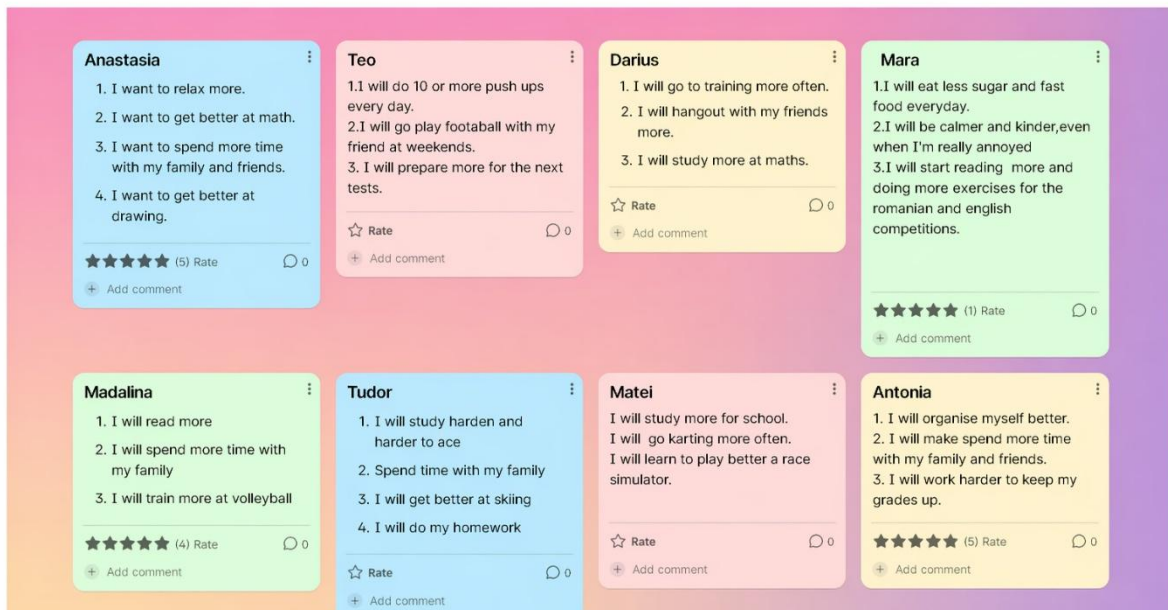 Anastasia
1. I want to relax more.
2. I want to get better at math.
3. I want to spend more time
with my family and friends.
4. I want to get better at
drawing.
(5) Rate
0
Add comment
Teo
1.I will do 10 or more push ups
every day.
2.I will go play footaball with my
friend at weekends.
3. I will prepare more for the next
tests.
Rate
0
Add comment
Darius
1. I will go to training more often.
2. I will hangout with my friends
more.
3. I will study more at maths.
Rate
0
Add comment
Mara
1.I will eat less sugar and fast
food everyday.
2.I will be calmer and kinder,even
when I'm really annoyed
3.I will start reading  more and
doing more exercises for the
romanian and english
competitions.
(1) Rate
0
Add comment
Madalina
1. I will read more
2. I will spend more time with
my family
3. I will train more at volleyball
(4) Rate
0
Add comment
Tudor
1. I will study harden and
harder to ace
2. Spend time with my family
3. I will get better at skiing
4. I will do my homework
Rate
0
Add comment
Matei
I will study more for school.
I will  go karting more often.
I will learn to play better a race
simulator.
Rate
0
Add comment
Antonia
1. I will organise myself better.
2. I will make spend more time
with my family and friends.
3. I will work harder to keep my
grades up.
(5) Rate
0
Add comment